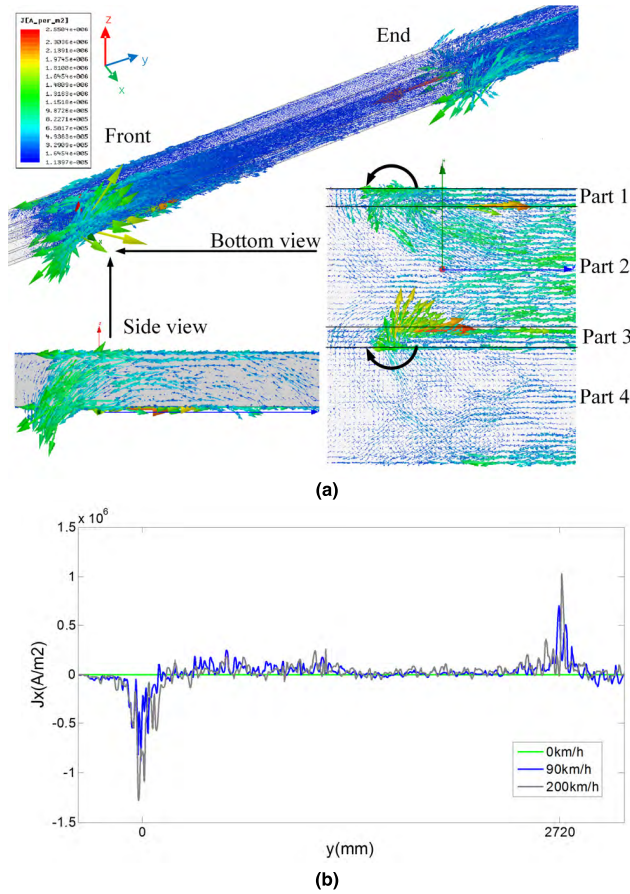 J[A_per_m2]
2.5504e+006
2.3036e+006
2.1391e+006
1.9745e+006
1.8100e+006
1.6454e+006
1.4809e+006
1.3163e+006
1.1518e+006
9.8727e+005
8.2271e+005
6.5817e+005
4.9363e+005
3.2909e+005
1.6454e+005
1.1397e+005
z
y
x
End
Front
Bottom view
Side view
Part 1
Part 2
Part 3
Part 4
(a)
x 10^6
1.5
1
0.5
0
-0.5
-1
-1.5
Jx(A/m2)
0km/h
90km/h
200km/h
0
2720
y(mm)
(b)